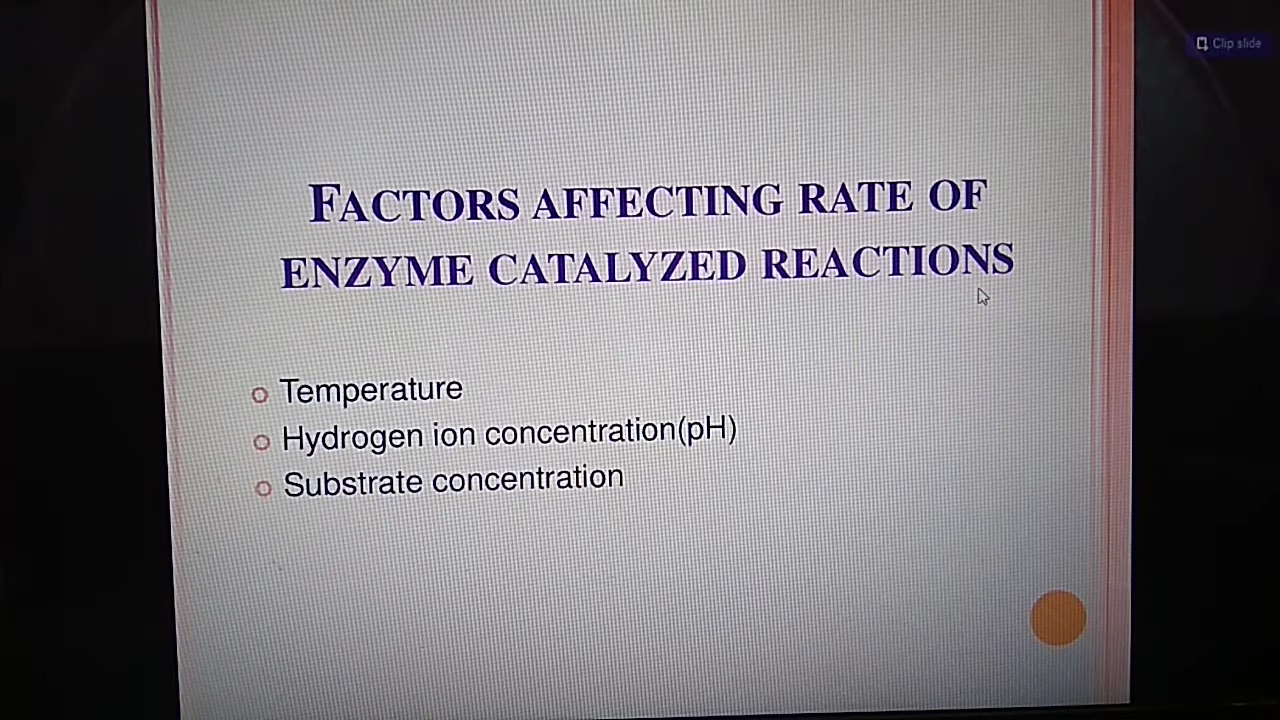 Clip slide
FACTORS AFFECTING RATE OF
ENZYME CATALYZED REACTIONS
Temperature
Hydrogen ion concentration(pH)
Substrate concentration